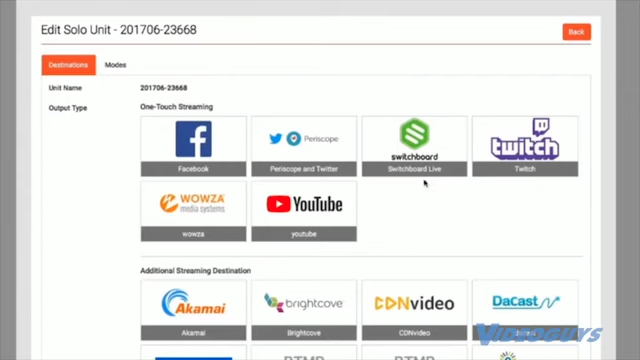 Edit Solo Unit - 201706-23668
Back
Destinations
Modes
Unit Name
201706-23668
Output Type
One-Touch Streaming
Periscope
switchboard
twitch
Facebook
Periscope and Twitter
Switchboard Live
Twitch
WOWZA
media systems
YouTube
wowza
youtube
Additional Streaming Destination
Akamai
brightcove
CDNvideo
DaCast
Akamai
Brightcove
CDNvideo
VIDEOGUYS
RTMP
RTMP